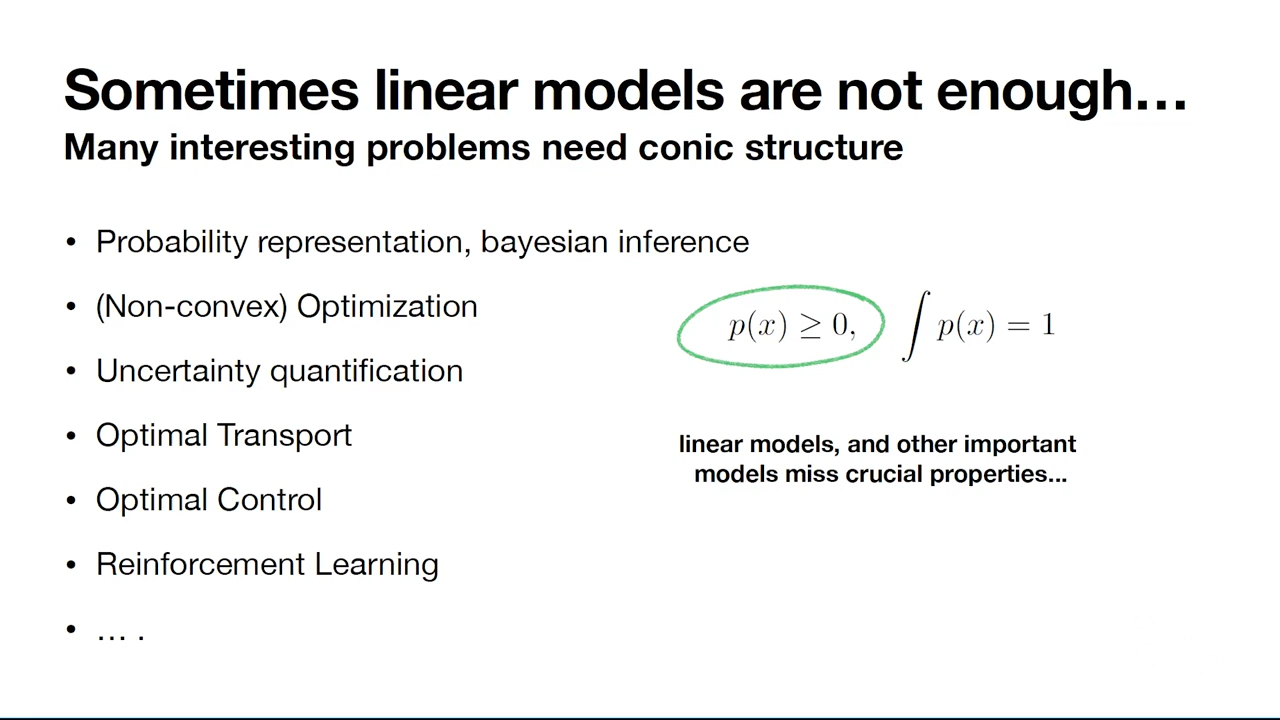 Sometimes linear models are not enough…
Many interesting problems need conic structure
• Probability representation, bayesian inference
• (Non-convex) Optimization
• Uncertainty quantification
• Optimal Transport
• Optimal Control
• Reinforcement Learning
• … .
p(x) ≥ 0, ∫ p(x) = 1
linear models, and other important
models miss crucial properties...